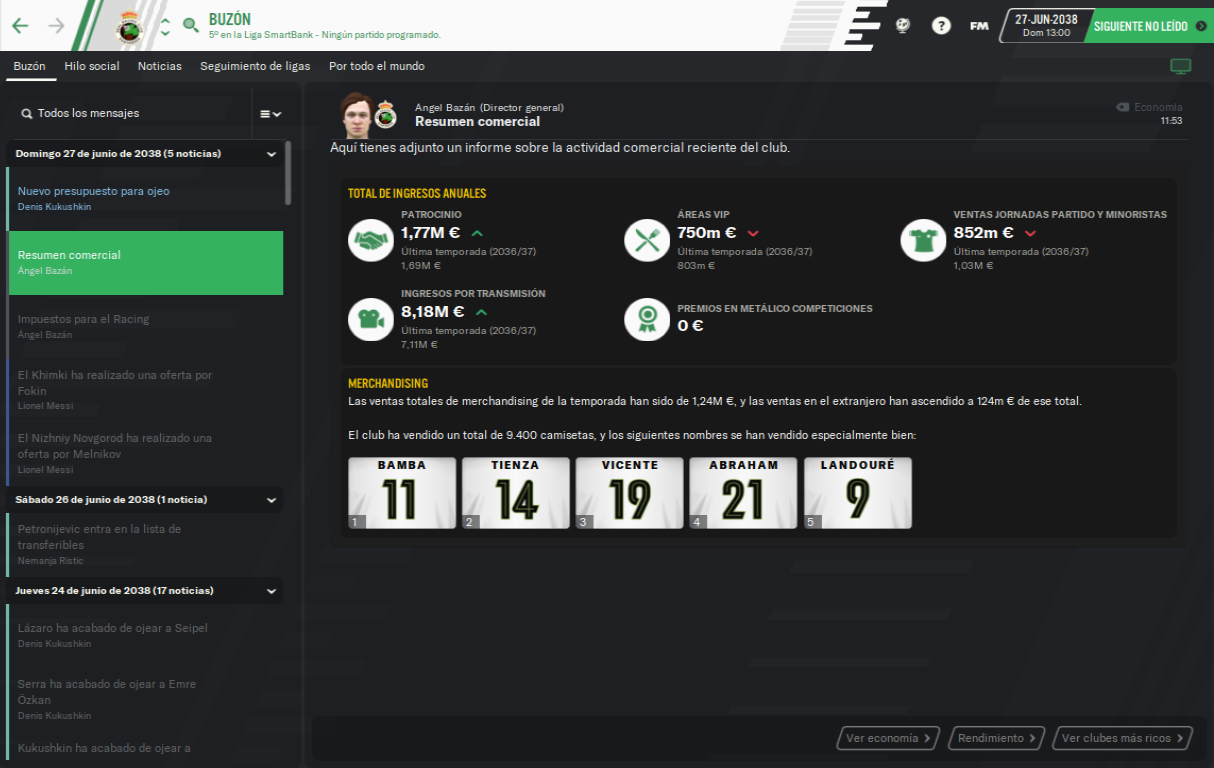 BUZÓN
5º en la Liga SmartBank - Ningún partido programado.
?
FM
27-JUN-2038
Dom 13:00
SIGUIENTE NO LEÍDO
Buzón
Hilo social
Noticias
Seguimiento de ligas
Por todo el mundo
Todos los mensajes
Domingo 27 de junio de 2038 (5 noticias)
Nuevo presupuesto para ojeo
Denis Kukushkin
Resumen comercial
Ángel Bazán
Impuestos para el Racing
Ángel Bazán
El Khimki ha realizado una oferta por
Fokin
Lionel Messi
El Nizhniy Novgorod ha realizado una
oferta por Melnikov
Lionel Messi
Sábado 26 de junio de 2038 (1 noticia)
Petronijevic entra en la lista de
transferibles
Nemanja Ristic
Jueves 24 de junio de 2038 (17 noticias)
Lázaro ha acabado de ojear a Seipel
Denis Kukushkin
Serra ha acabado de ojear a Emre
Özkan
Denis Kukushkin
Kukushkin ha acabado de ojear a
Ángel Bazán (Director general)
Resumen comercial
Economía
11:53
Aquí tienes adjunto un informe sobre la actividad comercial reciente del club.
TOTAL DE INGRESOS ANUALES
PATROCINIO
1,77M €
Última temporada (2036/37)
1,69M €
ÁREAS VIP
750m €
Última temporada (2036/37)
803m €
VENTAS JORNADAS PARTIDO Y MINORISTAS
852m €
Última temporada (2036/37)
1,03M €
INGRESOS POR TRANSMISIÓN
8,18M €
Última temporada (2036/37)
7,11M €
PREMIOS EN METÁLICO COMPETICIONES
0 €
MERCHANDISING
Las ventas totales de merchandising de la temporada han sido de 1,24M €, y las ventas en el extranjero han ascendido a 124m € de ese total.
El club ha vendido un total de 9.400 camisetas, y los siguientes nombres se han vendido especialmente bien:
BAMBA
11
1
TIENZA
14
2
VICENTE
19
3
ABRAHAM
21
4
LANDOURÉ
9
5
Ver economía
Rendimiento
Ver clubes más ricos